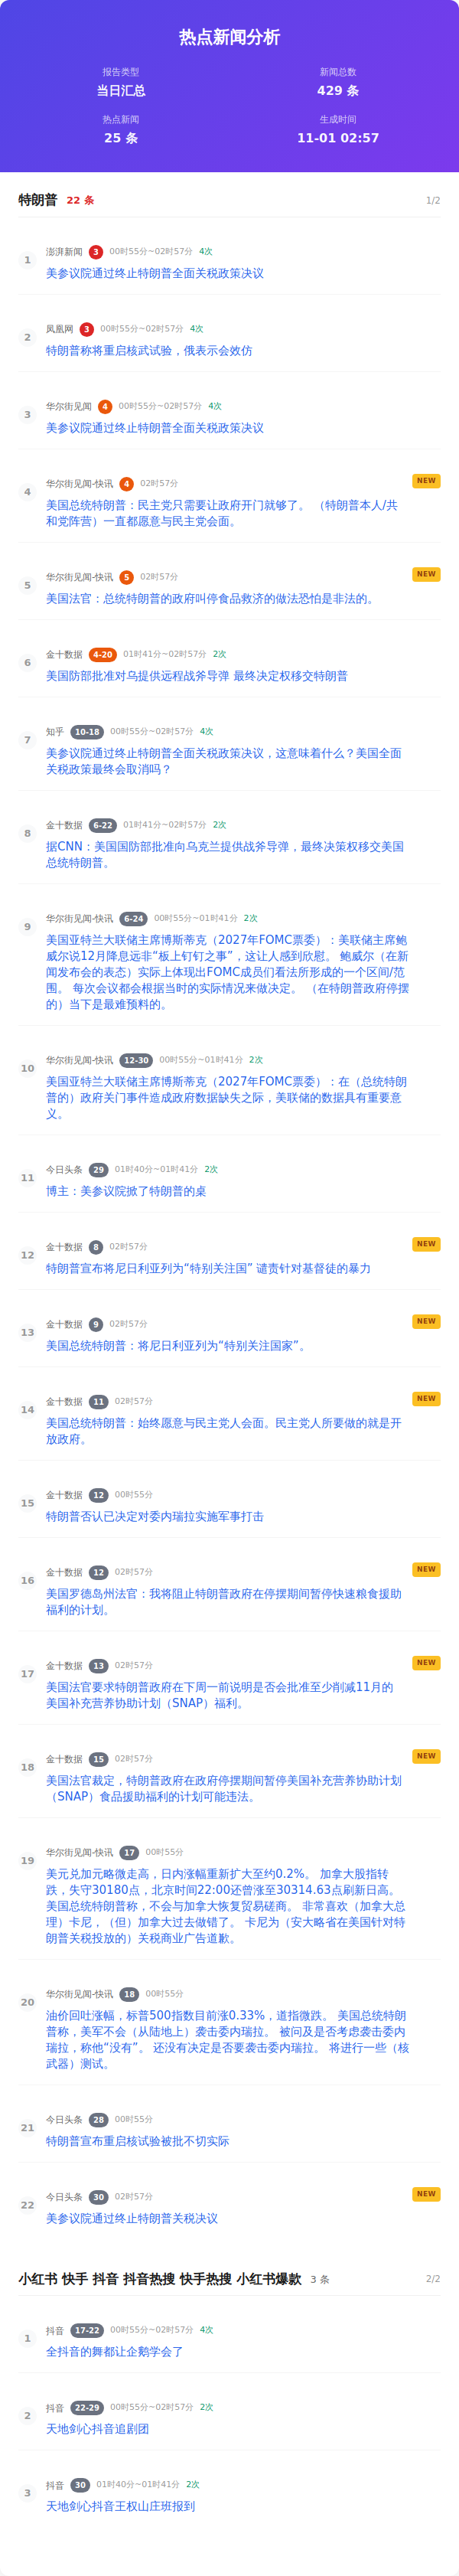 热点新闻分析
报告类型
当日汇总
新闻总数
429 条
热点新闻
25 条
生成时间
11-01 02:57
特朗普 22 条 1/2
1
澎湃新闻 3 00时55分~02时57分 4次
美参议院通过终止特朗普全面关税政策决议
2
凤凰网 3 00时55分~02时57分 4次
特朗普称将重启核武试验，俄表示会效仿
3
华尔街见闻 4 00时55分~02时57分 4次
美参议院通过终止特朗普全面关税政策决议
4
华尔街见闻-快讯 4 02时57分 NEW
美国总统特朗普：民主党只需要让政府开门就够了。 （特朗普本人/共
和党阵营）一直都愿意与民主党会面。
5
华尔街见闻-快讯 5 02时57分 NEW
美国法官：总统特朗普的政府叫停食品救济的做法恐怕是非法的。
6
金十数据 4-20 01时41分~02时57分 2次
美国防部批准对乌提供远程战斧导弹 最终决定权移交特朗普
7
知乎 10-18 00时55分~02时57分 4次
美参议院通过终止特朗普全面关税政策决议，这意味着什么？美国全面
关税政策最终会取消吗？
8
金十数据 6-22 01时41分~02时57分 2次
据CNN：美国国防部批准向乌克兰提供战斧导弹，最终决策权移交美国
总统特朗普。
9
华尔街见闻-快讯 6-24 00时55分~01时41分 2次
美国亚特兰大联储主席博斯蒂克（2027年FOMC票委）：美联储主席鲍
威尔说12月降息远非“板上钉钉之事”，这让人感到欣慰。 鲍威尔（在新
闻发布会的表态）实际上体现出FOMC成员们看法所形成的一个区间/范
围。 每次会议都会根据当时的实际情况来做决定。 （在特朗普政府停摆
的）当下是最难预料的。
10
华尔街见闻-快讯 12-30 00时55分~01时41分 2次
美国亚特兰大联储主席博斯蒂克（2027年FOMC票委）：在（总统特朗
普的）政府关门事件造成政府数据缺失之际，美联储的数据具有重要意
义。
11
今日头条 29 01时40分~01时41分 2次
博主：美参议院掀了特朗普的桌
12
金十数据 8 02时57分 NEW
特朗普宣布将尼日利亚列为“特别关注国” 谴责针对基督徒的暴力
13
金十数据 9 02时57分 NEW
美国总统特朗普：将尼日利亚列为“特别关注国家”。
14
金十数据 11 02时57分 NEW
美国总统特朗普：始终愿意与民主党人会面。民主党人所要做的就是开
放政府。
15
金十数据 12 00时55分
特朗普否认已决定对委内瑞拉实施军事打击
16
金十数据 12 02时57分 NEW
美国罗德岛州法官：我将阻止特朗普政府在停摆期间暂停快速粮食援助
福利的计划。
17
金十数据 13 02时57分 NEW
美国法官要求特朗普政府在下周一前说明是否会批准至少削减11月的
美国补充营养协助计划（SNAP）福利。
18
金十数据 15 02时57分 NEW
美国法官裁定，特朗普政府在政府停摆期间暂停美国补充营养协助计划
（SNAP）食品援助福利的计划可能违法。
19
华尔街见闻-快讯 17 00时55分
美元兑加元略微走高，日内涨幅重新扩大至约0.2%。 加拿大股指转
跌，失守30180点，北京时间22:00还曾涨至30314.63点刷新日高。
美国总统特朗普称，不会与加拿大恢复贸易磋商。 非常喜欢（加拿大总
理）卡尼，（但）加拿大过去做错了。 卡尼为（安大略省在美国针对特
朗普关税投放的）关税商业广告道歉。
20
华尔街见闻-快讯 18 00时55分
油价回吐涨幅，标普500指数目前涨0.33%，道指微跌。 美国总统特朗
普称，美军不会（从陆地上）袭击委内瑞拉。 被问及是否考虑袭击委内
瑞拉，称他“没有”。 还没有决定是否要袭击委内瑞拉。 将进行一些（核
武器）测试。
21
今日头条 28 00时55分
特朗普宣布重启核试验被批不切实际
22
今日头条 30 02时57分 NEW
美参议院通过终止特朗普关税决议
小红书 快手 抖音 抖音热搜 快手热搜 小红书爆款 3 条 2/2
1
抖音 17-22 00时55分~02时57分 4次
全抖音的舞都让企鹅学会了
2
抖音 22-29 00时55分~02时57分 2次
天地剑心抖音追剧团
3
抖音 30 01时40分~01时41分 2次
天地剑心抖音王权山庄班报到